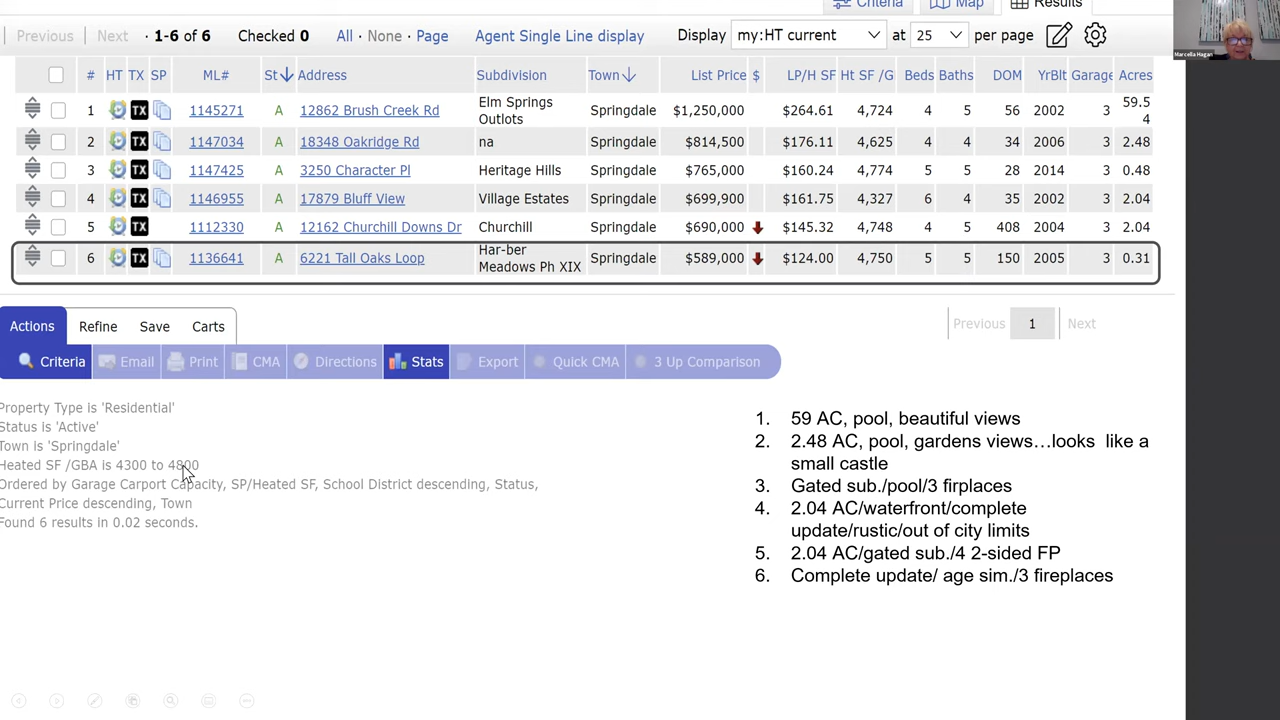 Criteria Map Results
Previous Next · 1-6 of 6 Checked 0 All · None · Page Agent Single Line display Display my:HT current at 25 per page
# HT TX SP ML# St Address Subdivision Town List Price $ LP/H SF Ht SF /G Beds Baths DOM YrBlt Garage Acres
1 TX 1145271 A 12862 Brush Creek Rd Elm Springs Outlots Springdale $1,250,000 $264.61 4,724 4 5 56 2002 3 59.54
2 TX 1147034 A 18348 Oakridge Rd na Springdale $814,500 $176.11 4,625 4 4 34 2006 3 2.48
3 TX 1147425 A 3250 Character Pl Heritage Hills Springdale $765,000 $160.24 4,774 5 5 28 2014 3 0.48
4 TX 1146955 A 17879 Bluff View Village Estates Springdale $699,900 $161.75 4,327 6 4 35 2002 3 2.04
5 TX 1112330 A 12162 Churchill Downs Dr Churchill Springdale $690,000 $145.32 4,748 4 5 408 2004 3 2.04
6 TX 1136641 A 6221 Tall Oaks Loop Har-ber Meadows Ph XIX Springdale $589,000 $124.00 4,750 5 5 150 2005 3 0.31
Actions Refine Save Carts
Previous 1 Next
Criteria Email Print CMA Directions Stats Export Quick CMA 3 Up Comparison
Property Type is 'Residential'
Status is 'Active'
Town is 'Springdale'
Heated SF /GBA is 4300 to 4800
Ordered by Garage Carport Capacity, SP/Heated SF, School District descending, Status,
Current Price descending, Town
Found 6 results in 0.02 seconds.
1. 59 AC, pool, beautiful views
2. 2.48 AC, pool, gardens views…looks like a
small castle
3. Gated sub./pool/3 firplaces
4. 2.04 AC/waterfront/complete
update/rustic/out of city limits
5. 2.04 AC/gated sub./4 2-sided FP
6. Complete update/ age sim./3 fireplaces
Marcella Hagan